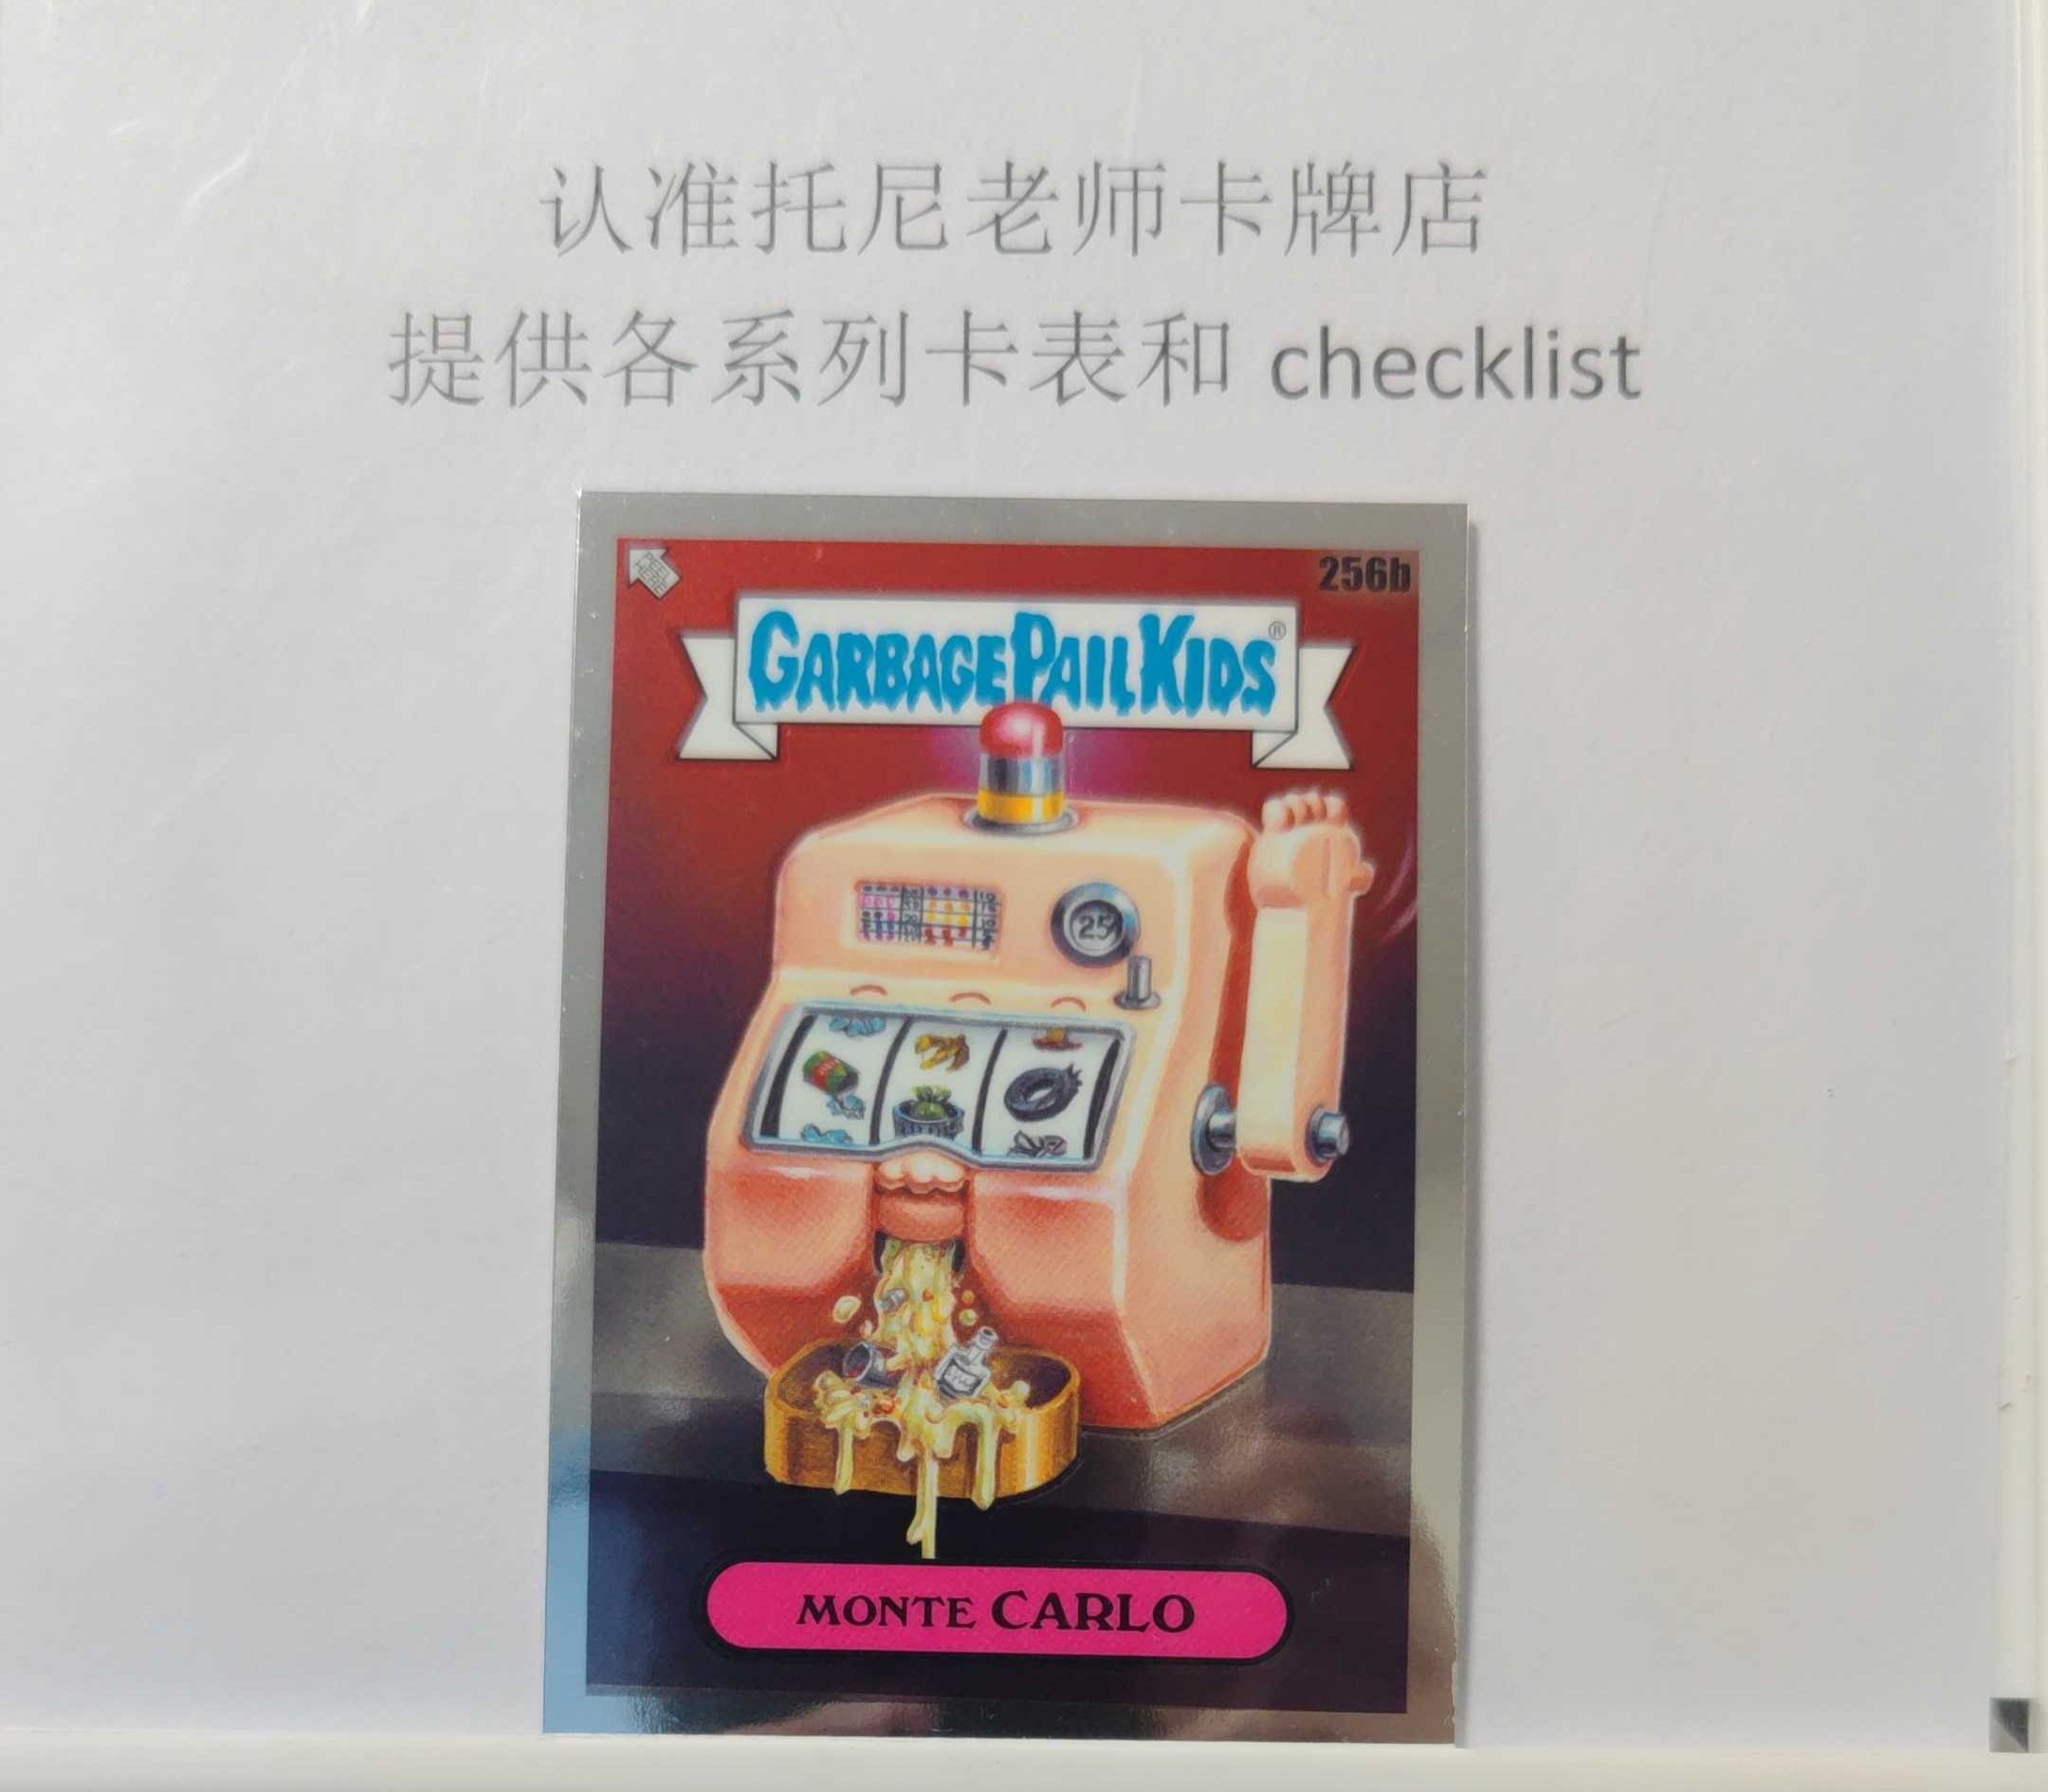 认准托尼老师卡牌店
提供各系列卡表和 checklist
256b
GARBAGE PAIL KIDS®
25¢
MONTE CARLO